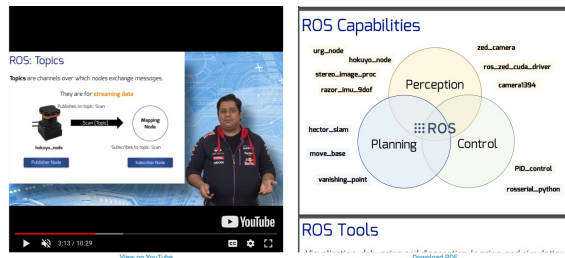 ROS: Topics
Topics are channels over which nodes exchange messages.
They are for streaming data
Publishes on topic: Scan
Scan [Topic]
Mapping
Node
hokuyo_node
Subscribes to topic: Scan
Publisher Node
Subscriber Node
YouTube
3:13 / 10:29
CC
View on YouTube
ROS Capabilities
urg_node
zed_camera
hokuyo_node
ros_zed_cuda_driver
stereo_image_proc
camera1394
razor_imu_9dof
Perception
hector_slam
ROS
Planning
Control
move_base
PID_control
vanishing_point
rosserial_python
ROS Tools
Download PDF